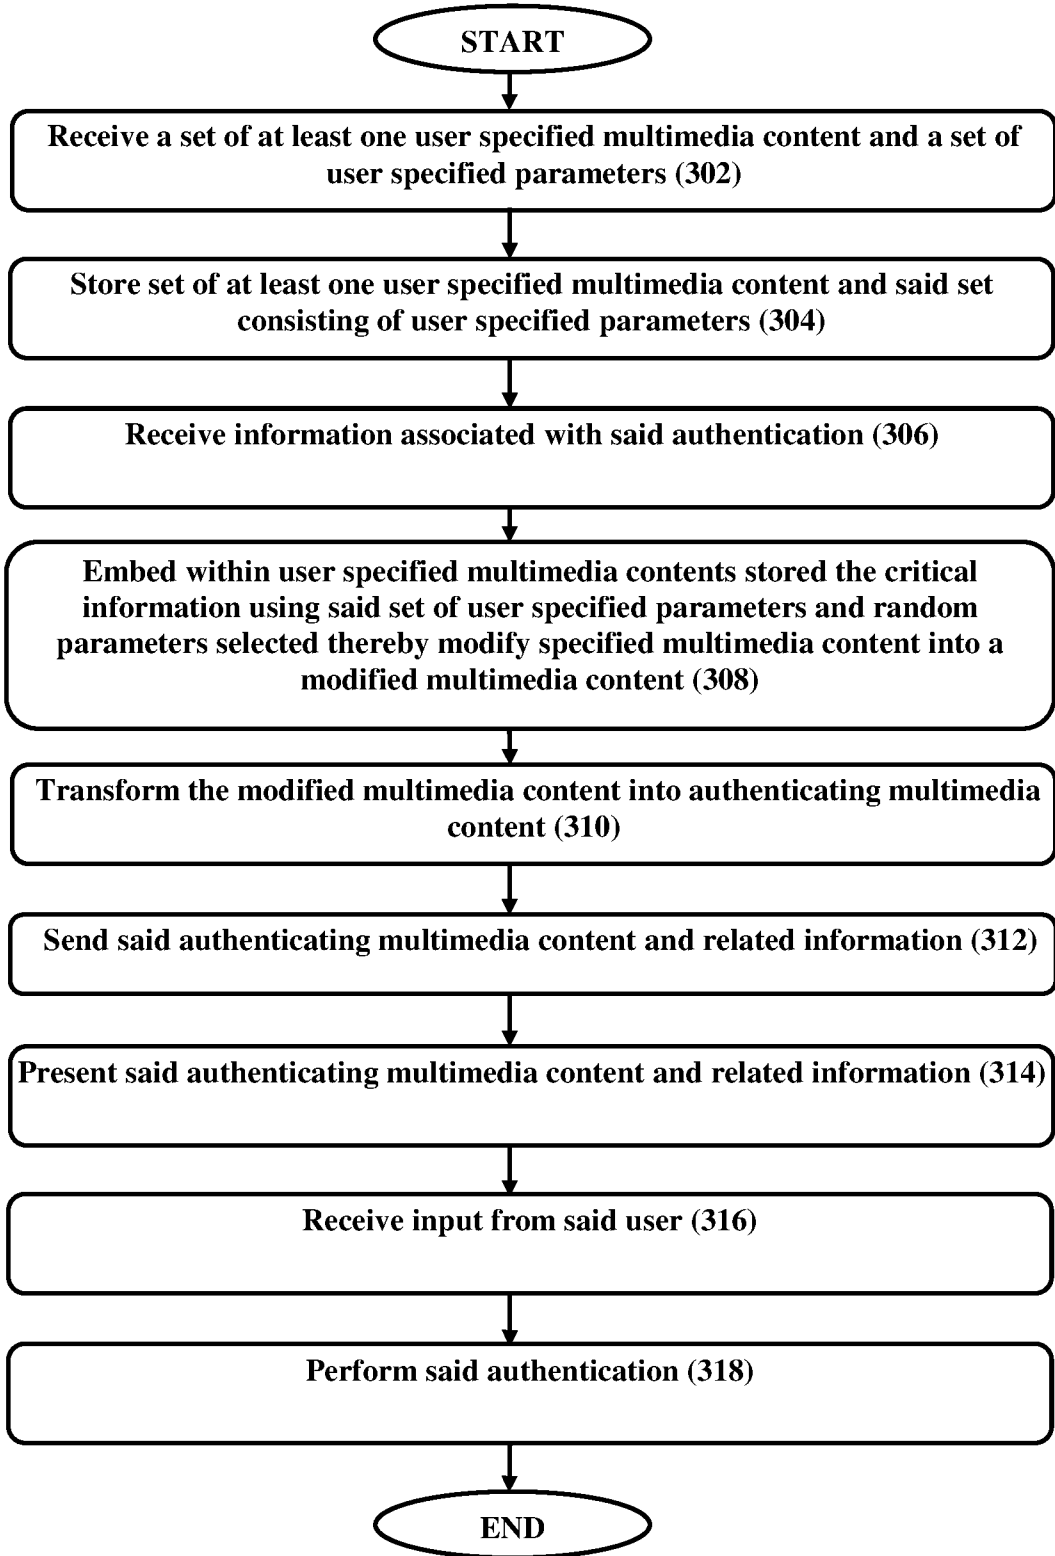 START
Receive a set of at least one user specified multimedia content and a set of
user specified parameters (302)
Store set of at least one user specified multimedia content and said set
consisting of user specified parameters (304)
Receive information associated with said authentication (306)
Embed within user specified multimedia contents stored the critical
information using said set of user specified parameters and random
parameters selected thereby modify specified multimedia content into a
modified multimedia content (308)
Transform the modified multimedia content into authenticating multimedia
content (310)
Send said authenticating multimedia content and related information (312)
Present said authenticating multimedia content and related information (314)
Receive input from said user (316)
Perform said authentication (318)
END